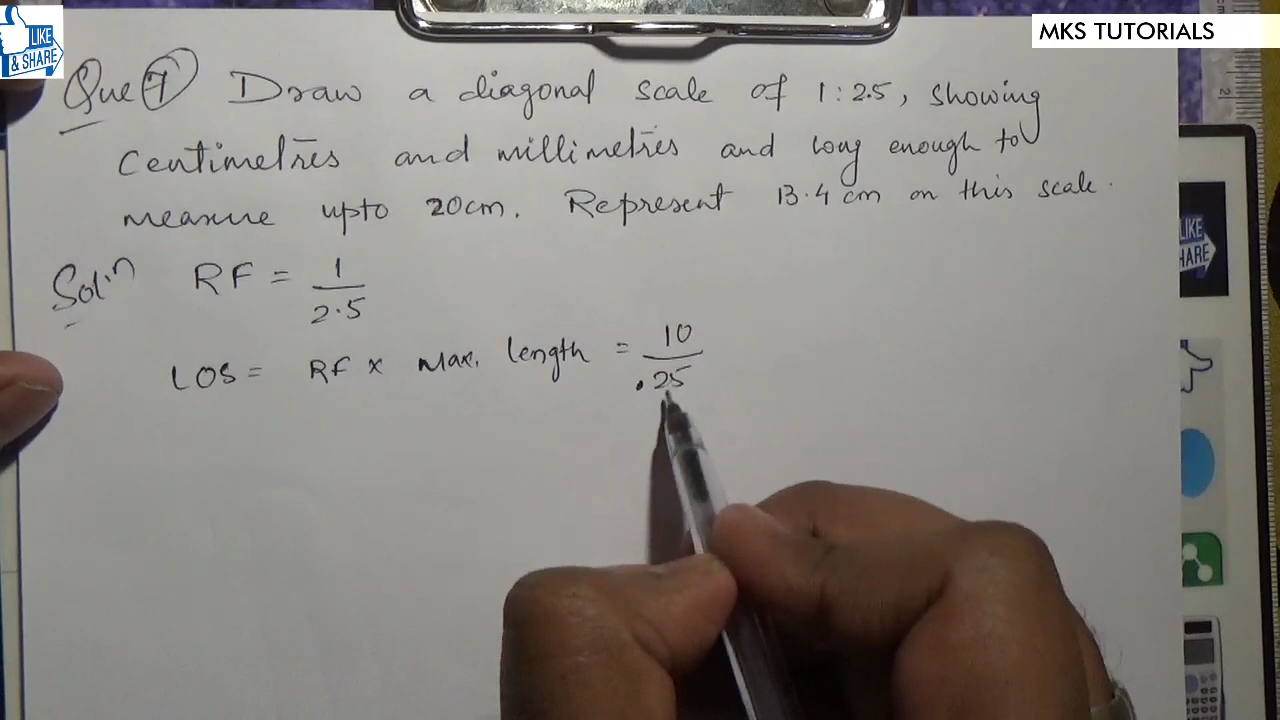 LIKE & SHARE
MKS TUTORIALS
Que 7 Draw a diagonal scale of 1:2.5, showing
Centimetres and millimetres and long enough to
measure upto 20cm. Represent 13.4 cm on this scale.
Sol.n RF = 1/2.5
LOS = RF x Max. length = 10/.25
LIKE
HARE